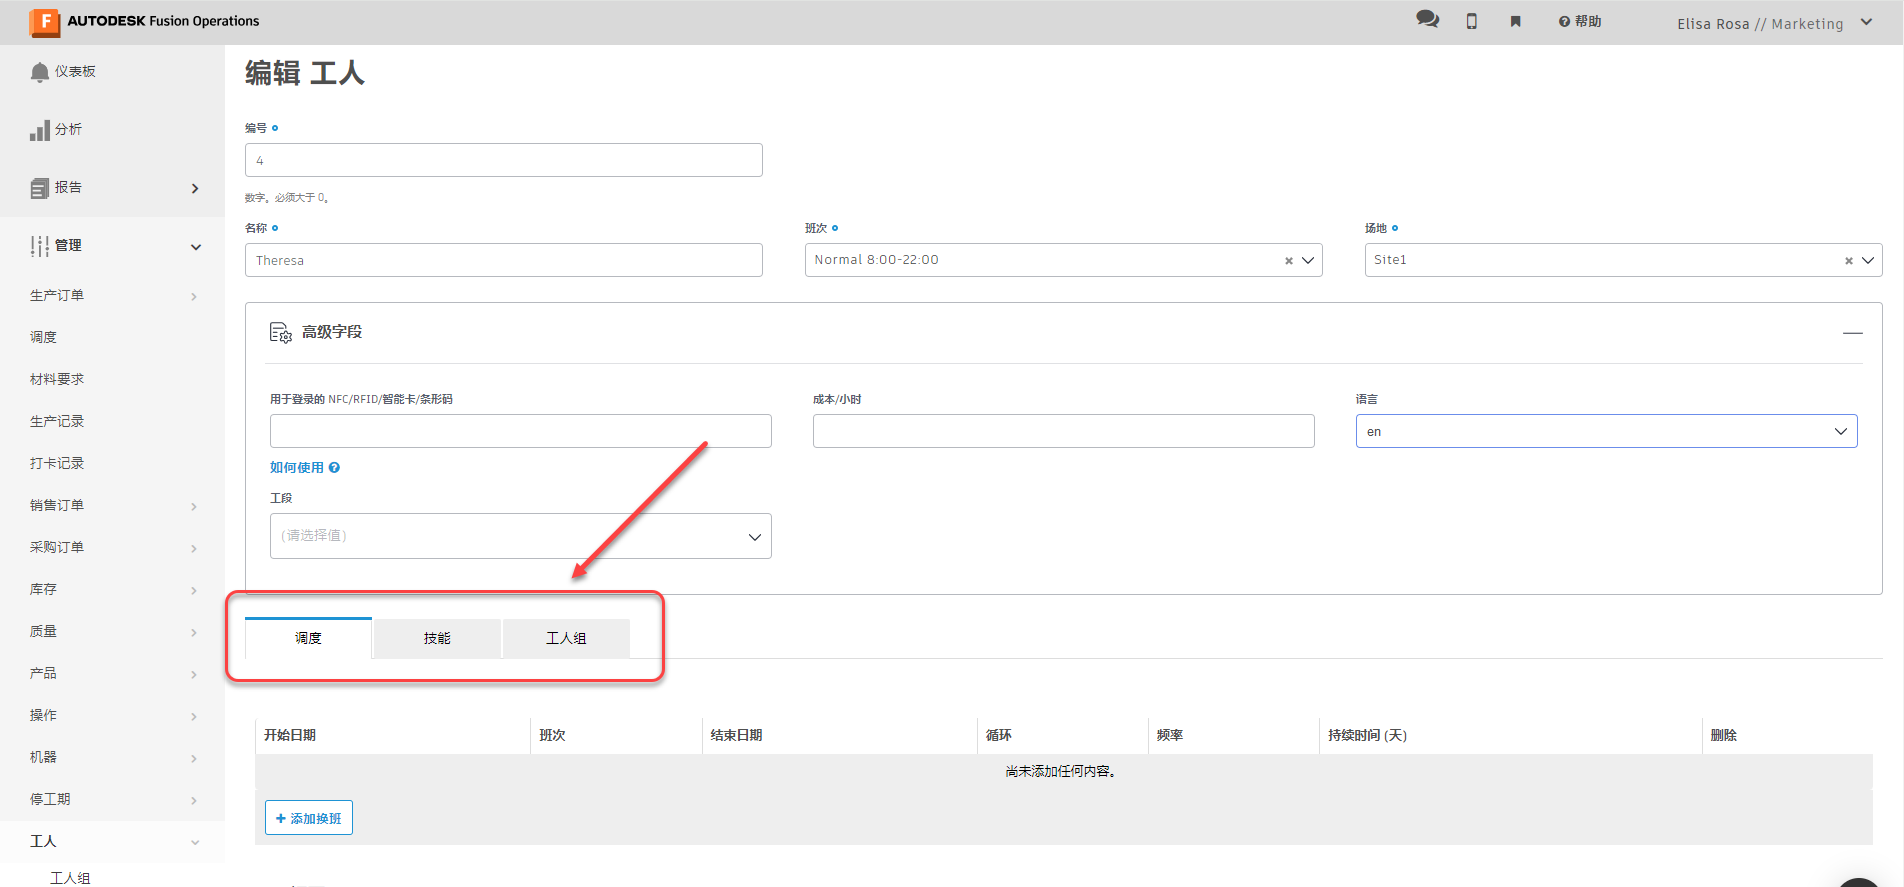 AUTODESK Fusion Operations
帮助
Elisa Rosa // Marketing
仪表板
分析
报告
管理
生产订单
调度
材料要求
生产记录
打卡记录
销售订单
采购订单
库存
质量
产品
操作
机器
停工期
工人
工人组
编辑 工人
编号
4
数字。必须大于 0。
名称
班次
场地
Theresa
Normal 8:00-22:00
Site1
高级字段
用于登录的 NFC/RFID/智能卡/条形码
成本/小时
语言
en
如何使用
工段
(请选择值)
调度
技能
工人组
开始日期
班次
结束日期
循环
频率
持续时间 (天)
删除
尚未添加任何内容。
+ 添加换班